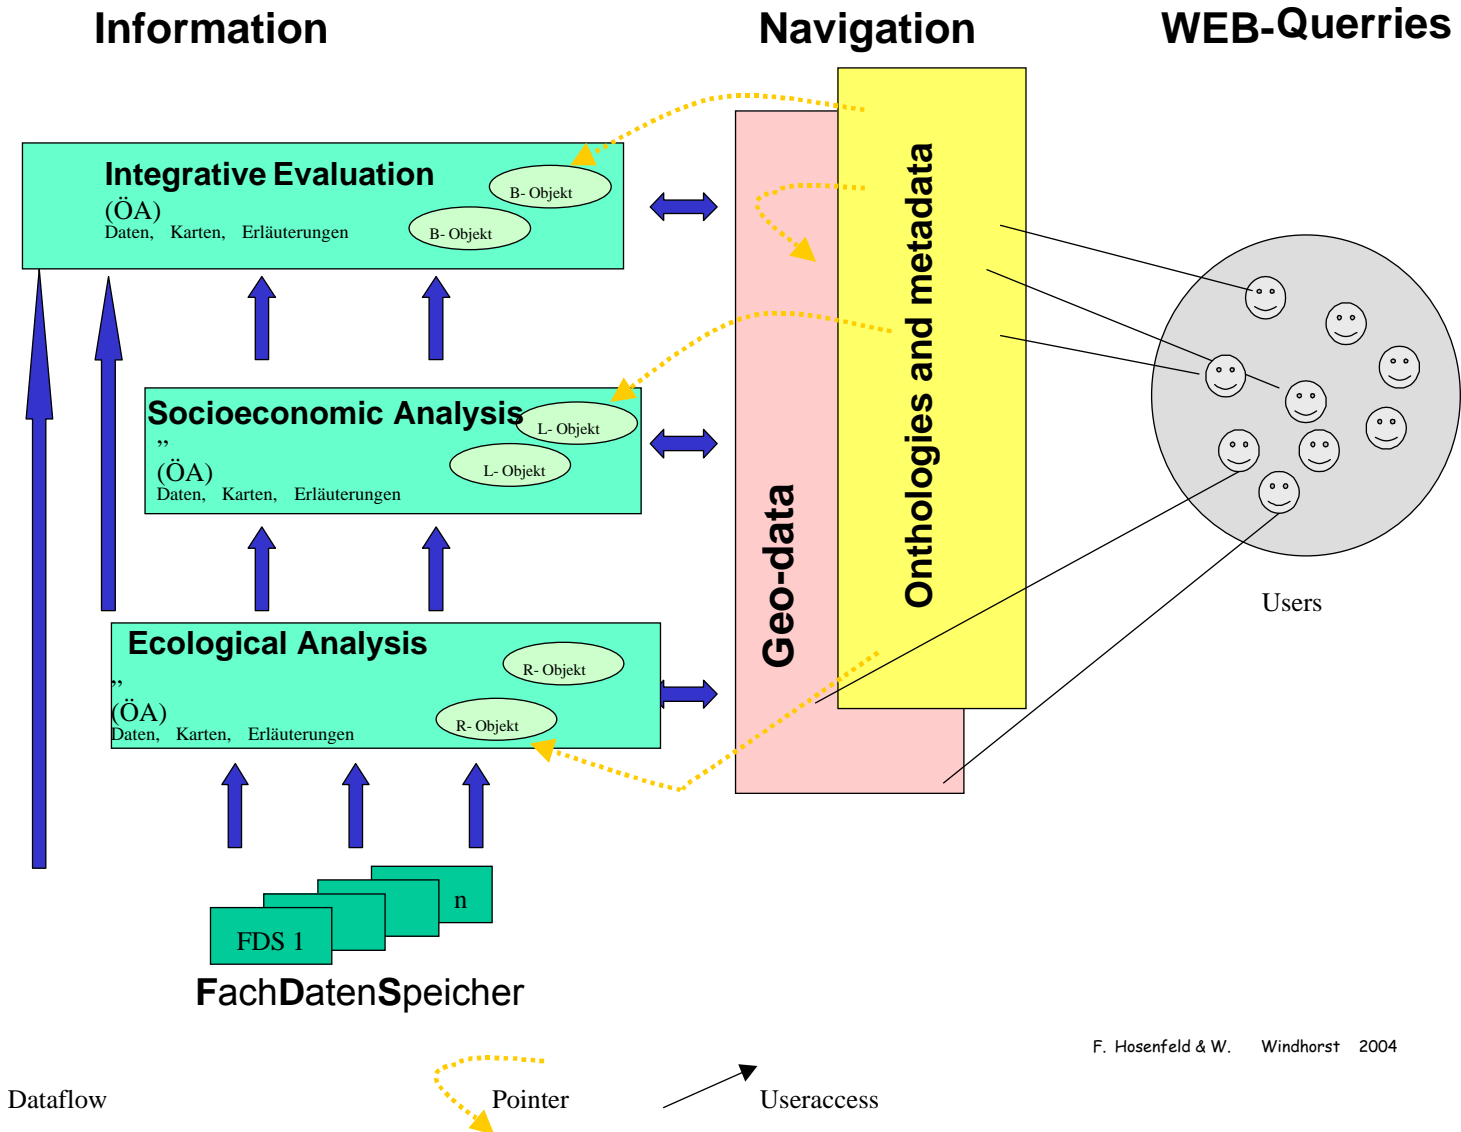 Information
Navigation
WEB-Querries
Integrative Evaluation
(ÖA)
Daten, Karten, Erläuterungen
B- Objekt
B- Objekt
Socioeconomic Analysis
”
(ÖA)
Daten, Karten, Erläuterungen
L- Objekt
L- Objekt
Ecological Analysis
”
(ÖA)
Daten, Karten, Erläuterungen
R- Objekt
R- Objekt
Geo-data
Onthologies and metadata
Users
n
FDS 1
FachDatenSpeicher
F. Hosenfeld & W. Windhorst 2004
Dataflow
Pointer
Useraccess